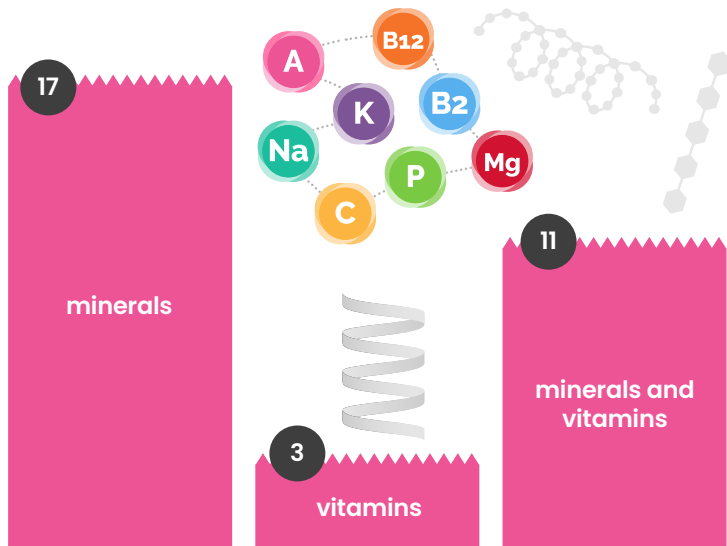 17
minerals
A
B12
K
B2
Na
P
Mg
C
3
vitamins
11
minerals and
vitamins